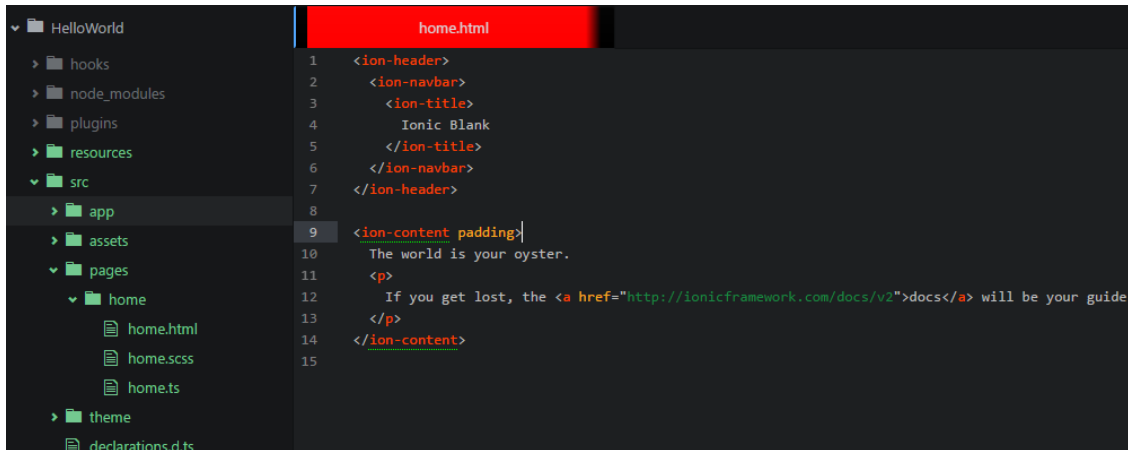 HelloWorld
hooks
node_modules
plugins
resources
src
app
assets
pages
home
home.html
home.scss
home.ts
theme
declarations.d.ts
home.html
1 <ion-header>
2 <ion-navbar>
3 <ion-title>
4 Ionic Blank
5 </ion-title>
6 </ion-navbar>
7 </ion-header>
8
9 <ion-content padding>
10 The world is your oyster.
11 <p>
12 If you get lost, the <a href="http://ionicframework.com/docs/v2">docs</a> will be your guide
13 </p>
14 </ion-content>
15